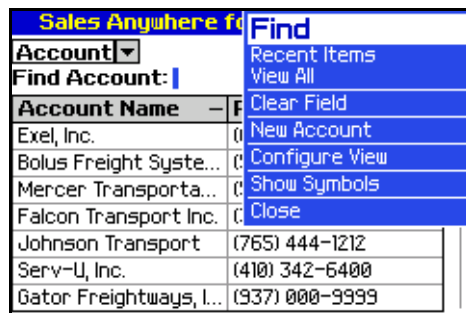 Sales Anywhere fo
Account
Find Account:
Account Name
Exel, Inc.
Bolus Freight Syste...
Mercer Transporta...
Falcon Transport Inc.
Johnson Transport (765) 444-1212
Serv-U, Inc. (410) 342-6400
Gator Freightways, I... (937) 000-9999
Find
Recent Items
View All
Clear Field
New Account
Configure View
Show Symbols
Close